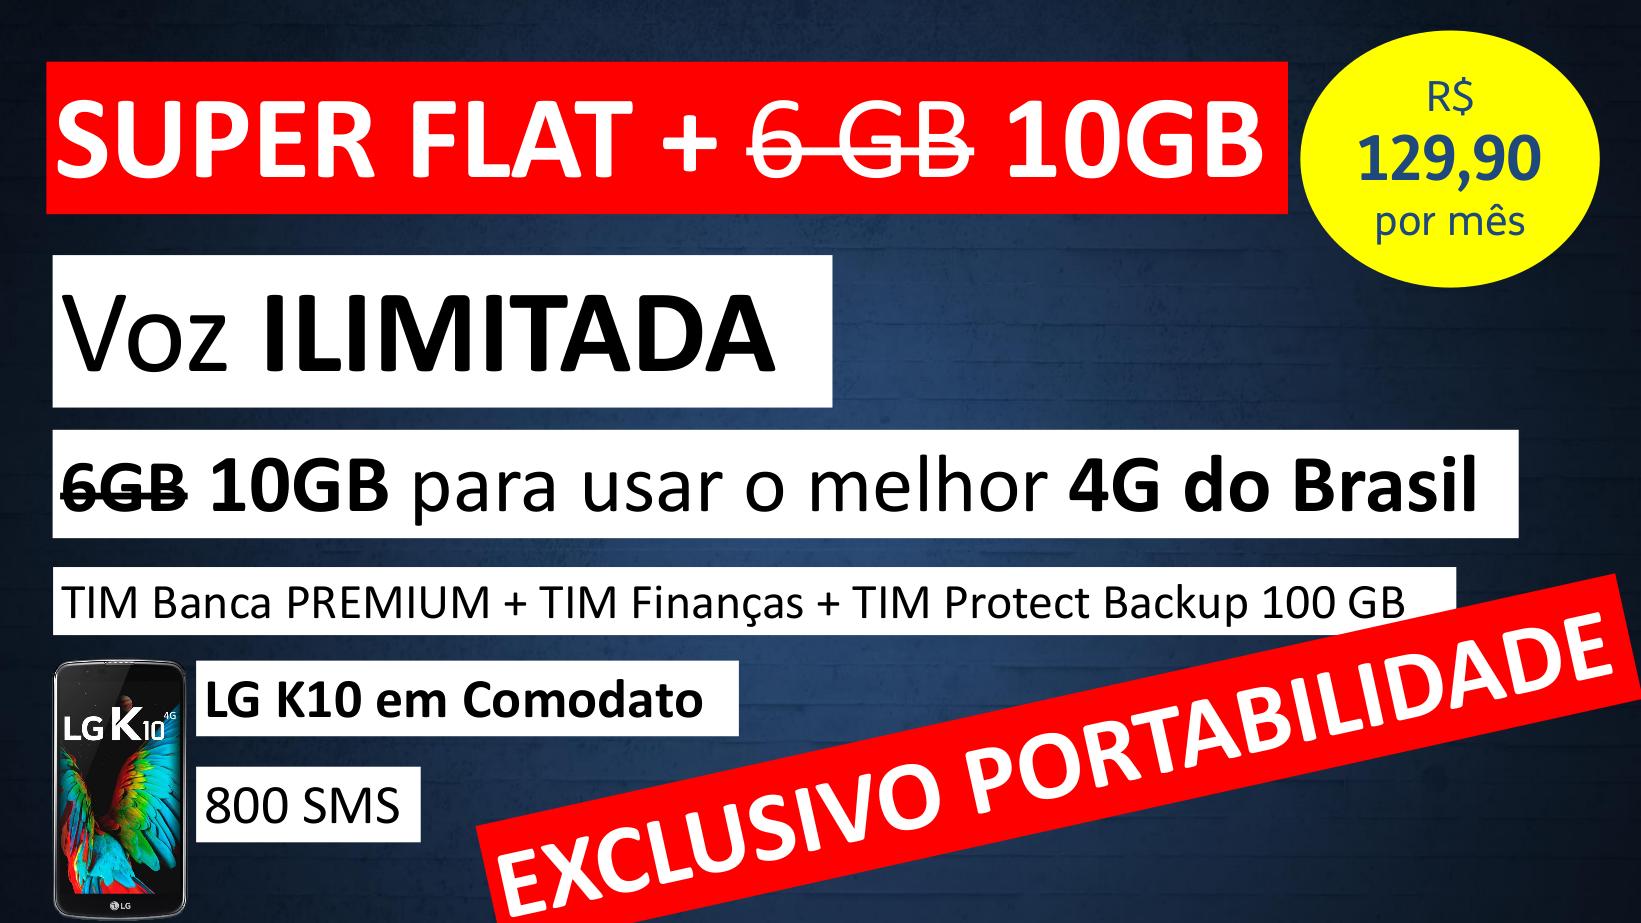 SUPER FLAT + 6 GB 10GB
R$
129,90
por mês
Voz ILIMITADA
6GB 10GB para usar o melhor 4G do Brasil
TIM Banca PREMIUM + TIM Finanças + TIM Protect Backup 100 GB
LG K10 em Comodato
LG K10 4G
800 SMS
LG
EXCLUSIVO PORTABILIDADE